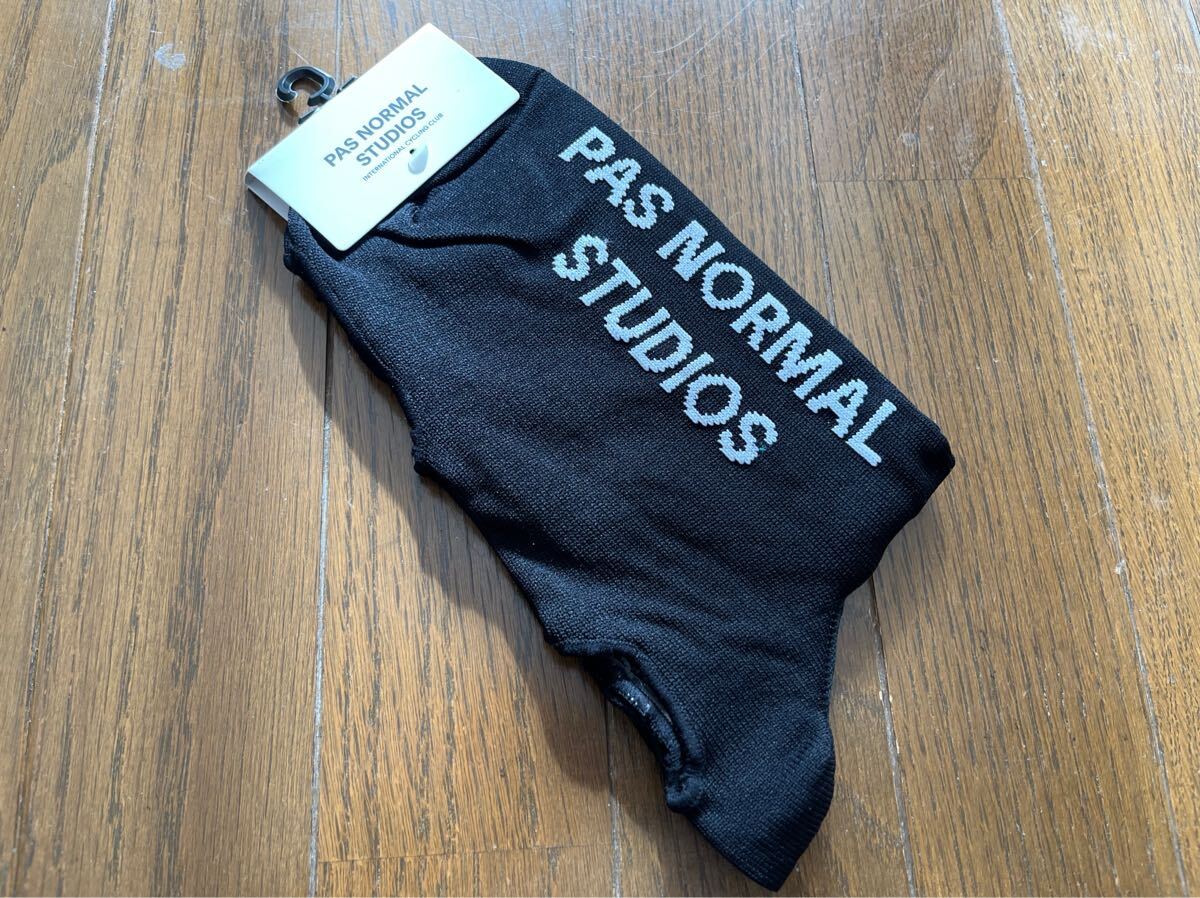 PAS NORMAL
STUDIOS
INTERNATIONAL CYCLING CLUB
PAS NORMAL
STUDIOS